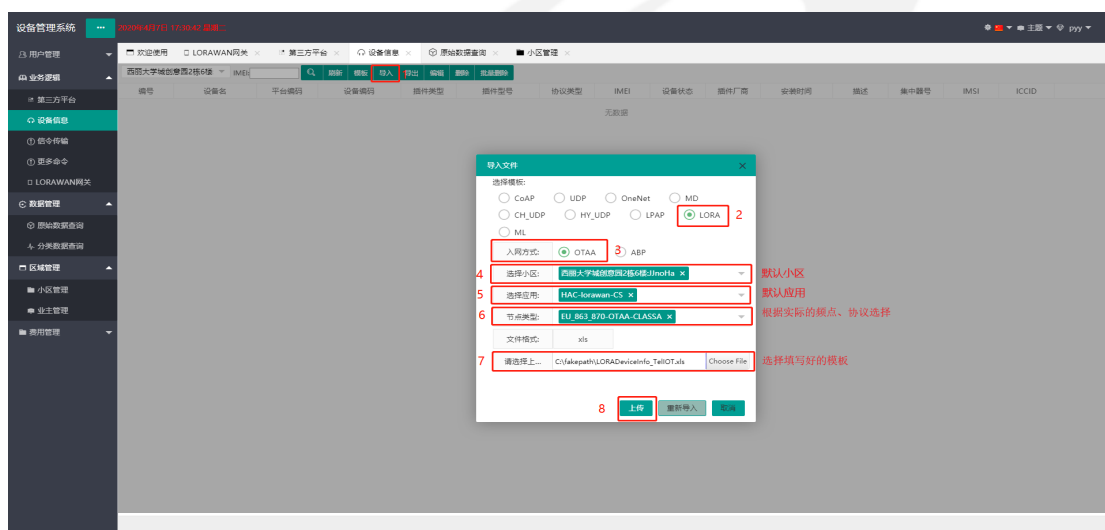 设备管理系统 ... 2020年4月7日 17:30:42 星期二 主题 pyy
用户管理 欢迎使用 LORAWAN网关 × 第三方平台 × 设备信息 × 原始数据查询 × 小区管理 ×
业务逻辑 西丽大学城创意园2栋6楼 IMEI: 刷新 模板 导入 导出 编辑 删除 批量删除
编号 设备名 平台编码 设备编码 插件类型 插件型号 协议类型 IMEI 设备状态 插件厂商 安装时间 描述 集中器号 IMSI ICCID
第三方平台
无数据
设备信息
信令传输
更多命令
LORAWAN网关
数据管理
原始数据查询
分类数据查询
区域管理
小区管理
业主管理
费用管理
导入文件 ×
选择模板:
CoAP UDP OneNet MD
CH_UDP HY_UDP LPAP LORA 2
ML
入网方式: OTAA 3 ABP
4 选择小区: 西丽大学城创意园2栋6楼:JJnoHa × 默认小区
5 选择应用: HAC-lorawan-CS × 默认应用
6 节点类型: EU_863_870-OTAA-CLASSA × 根据实际的频点、协议选择
文件格式: xls
7 请选择上... C:\fakepath\LORADeviceInfo_TellOT.xls Choose File 选择填写好的模板
8 上传 重新导入 取消